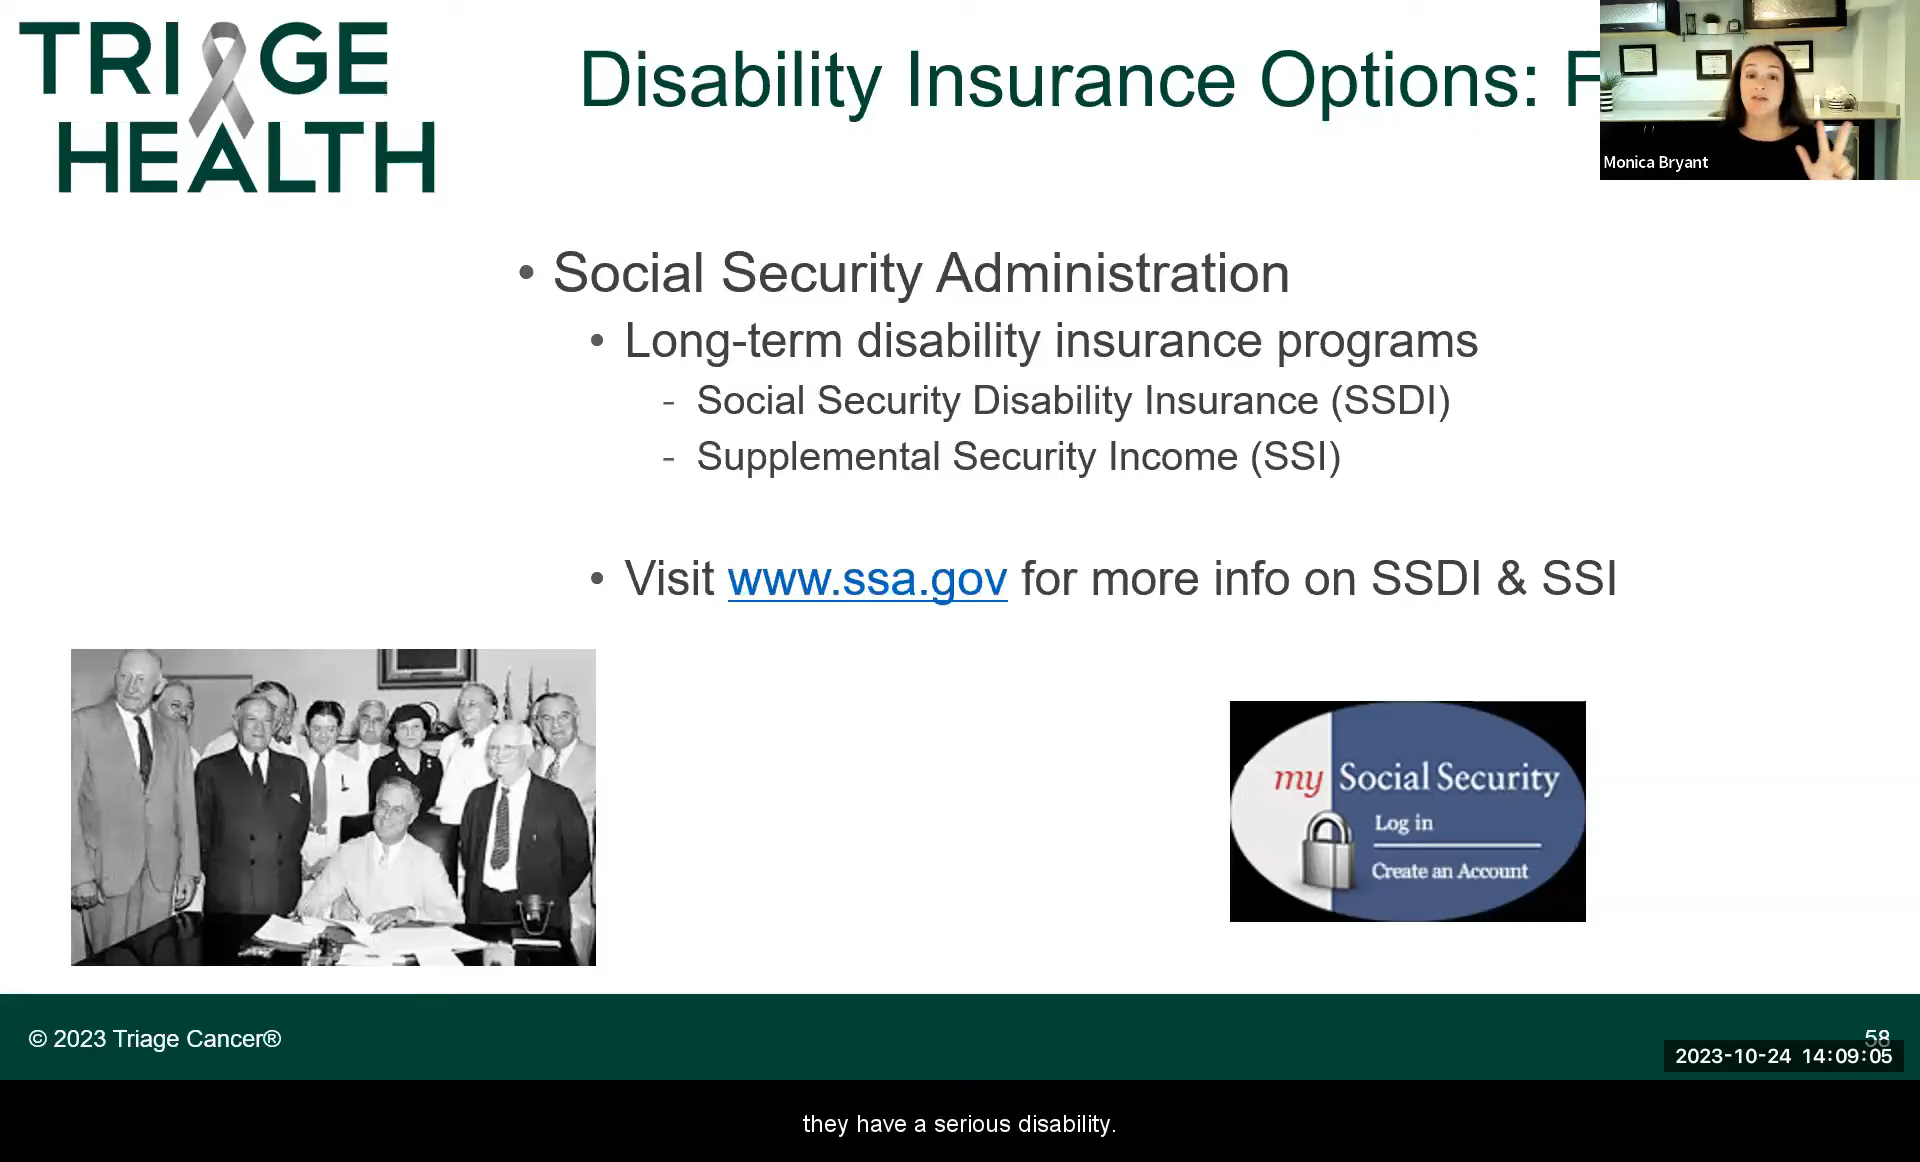 TRIAGE
HEALTH
Disability Insurance Options: F
Monica Bryant
• Social Security Administration
• Long-term disability insurance programs
- Social Security Disability Insurance (SSDI)
- Supplemental Security Income (SSI)
• Visit www.ssa.gov for more info on SSDI & SSI
my Social Security
Log in
Create an Account
© 2023 Triage Cancer®
58
2023-10-24 14:09:05
they have a serious disability.